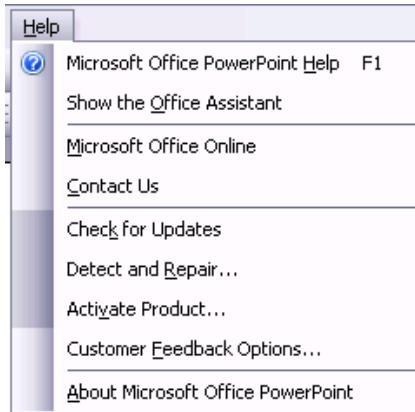 Help
Microsoft Office PowerPoint Help F1
Show the Office Assistant
Microsoft Office Online
Contact Us
Check for Updates
Detect and Repair...
Activate Product...
Customer Feedback Options...
About Microsoft Office PowerPoint